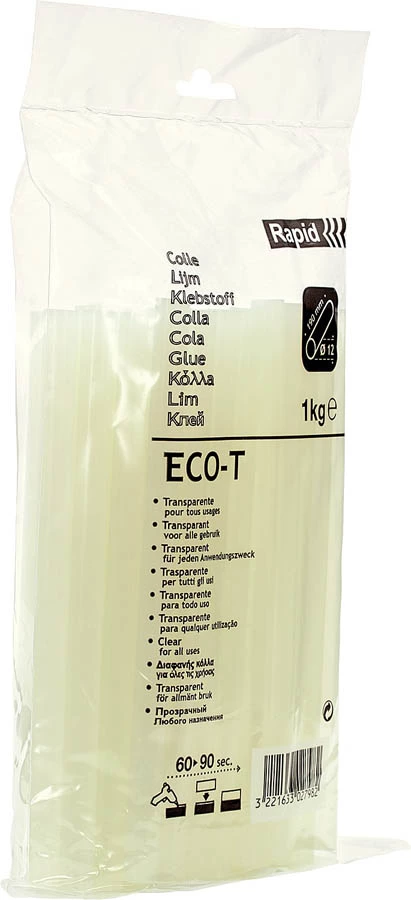 Rapid
Colle
Lijm
Klebstoff
Colla
Cola
Glue
Κόλλα
Lim
Клей
190 mm
Ø 12
1kg e
ECO-T
• Transparente
pour tous usages
• Transparant
voor alle gebruik
• Transparent
für jeden Anwendungszweck
• Trasparente
per tutti gli usi
• Transparente
para todo uso
• Transparente
para qualquer utilização
• Clear
for all uses
• Διαφανής κόλλα
για όλες τις χρήσεις
• Transparent
för allmänt bruk
• Прозрачный
Любого назначения
60▸90 sec.
3 221633 027982